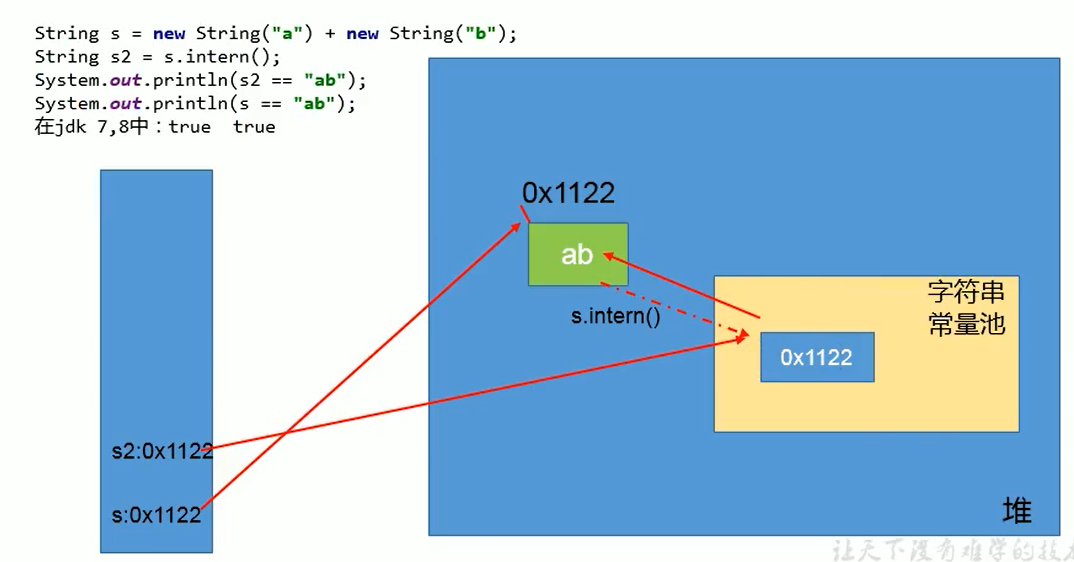 String s = new String("a") + new String("b");
String s2 = s.intern();
System.out.println(s2 == "ab");
System.out.println(s == "ab");
在jdk 7,8中：true  true
0x1122
ab
s.intern()
字符串
常量池
0x1122
s2:0x1122
s:0x1122
堆
让天下没有难学的技术